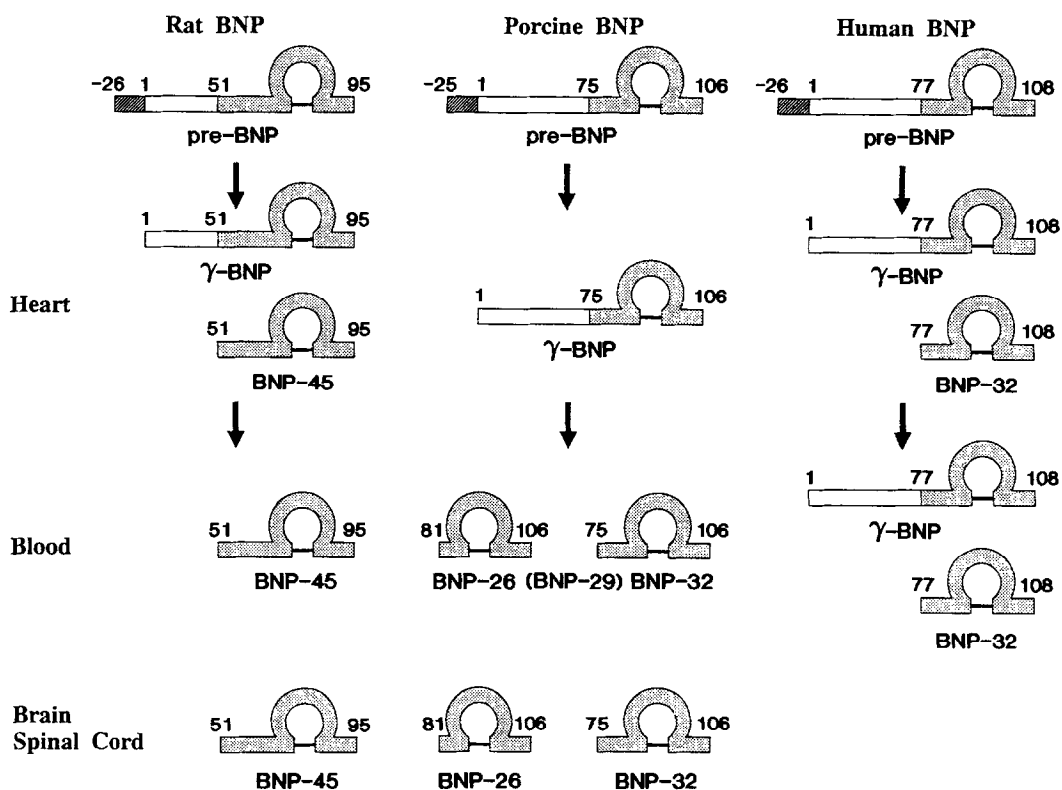 Rat BNP Porcine BNP Human BNP
-26 1 51 95 -25 1 75 106 -26 1 77 108
pre-BNP pre-BNP pre-BNP
1 51 95 1 77 108
γ-BNP γ-BNP
1 75 106
Heart
γ-BNP
51 95 77 108
BNP-45 BNP-32
1 77 108
γ-BNP
51 95 81 106 75 106
Blood
BNP-45 BNP-26 (BNP-29) BNP-32
77 108
BNP-32
51 95 81 106 75 106
Brain
Spinal Cord
BNP-45 BNP-26 BNP-32